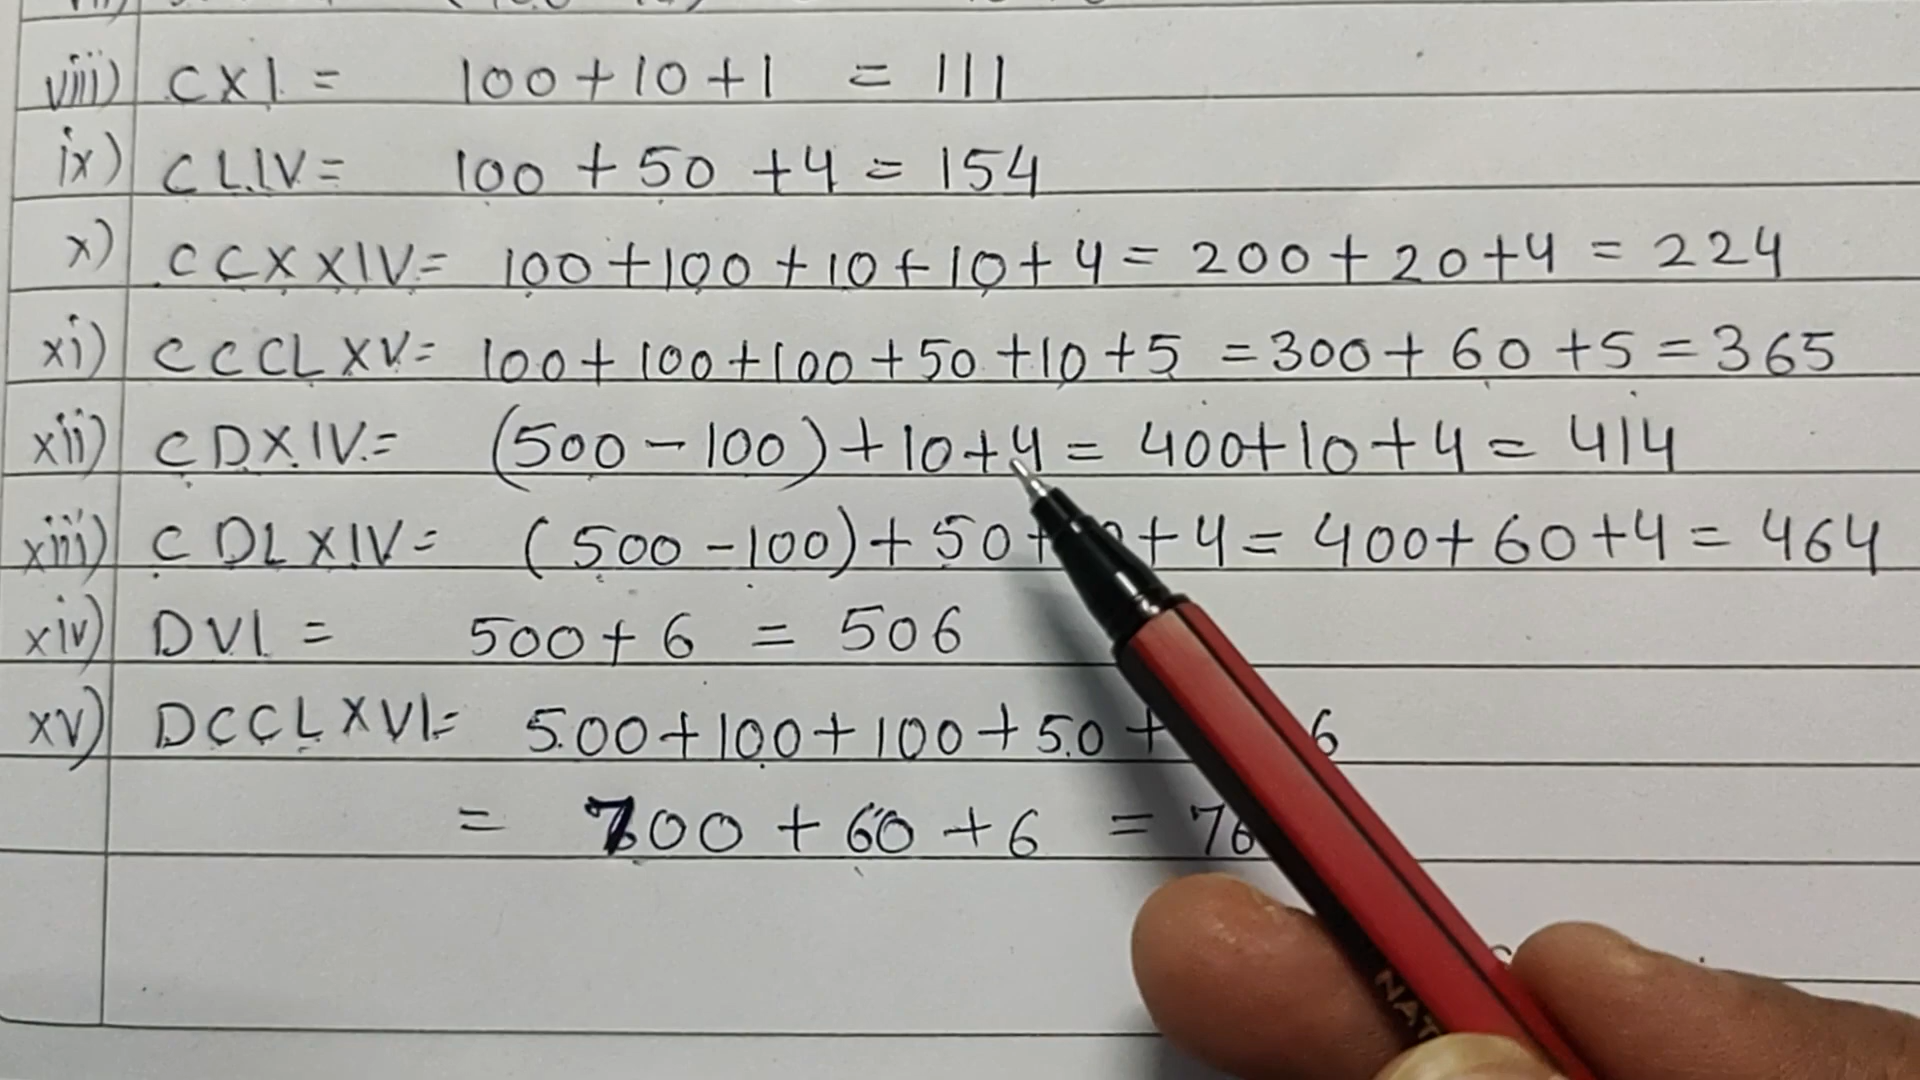 viii) CXI = 100+10+1 = 111
ix) CLIV= 100 + 50 +4 = 154
x) CCXXIV= 100+100+10+10+4 = 200+20+4 = 224
xi) CCCLXV= 100+100+100+50+10+5 =300+60+5=365
xii) CDXIV= (500-100)+10+4= 400+10+4= 414
xiii) CDLXIV= (500-100)+50+ +4= 400+60+4= 464
xiv) DVI = 500+6 = 506
xv) DCCLXVI= 500+100+100+50+ 6
= 700 + 60 + 6 = 76
NAT